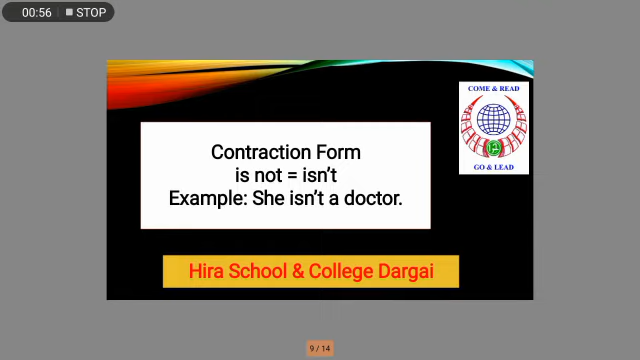 00:56 STOP
COME & READ
GO & LEAD
Contraction Form
is not = isn't
Example: She isn't a doctor.
Hira School & College Dargai
9 / 14